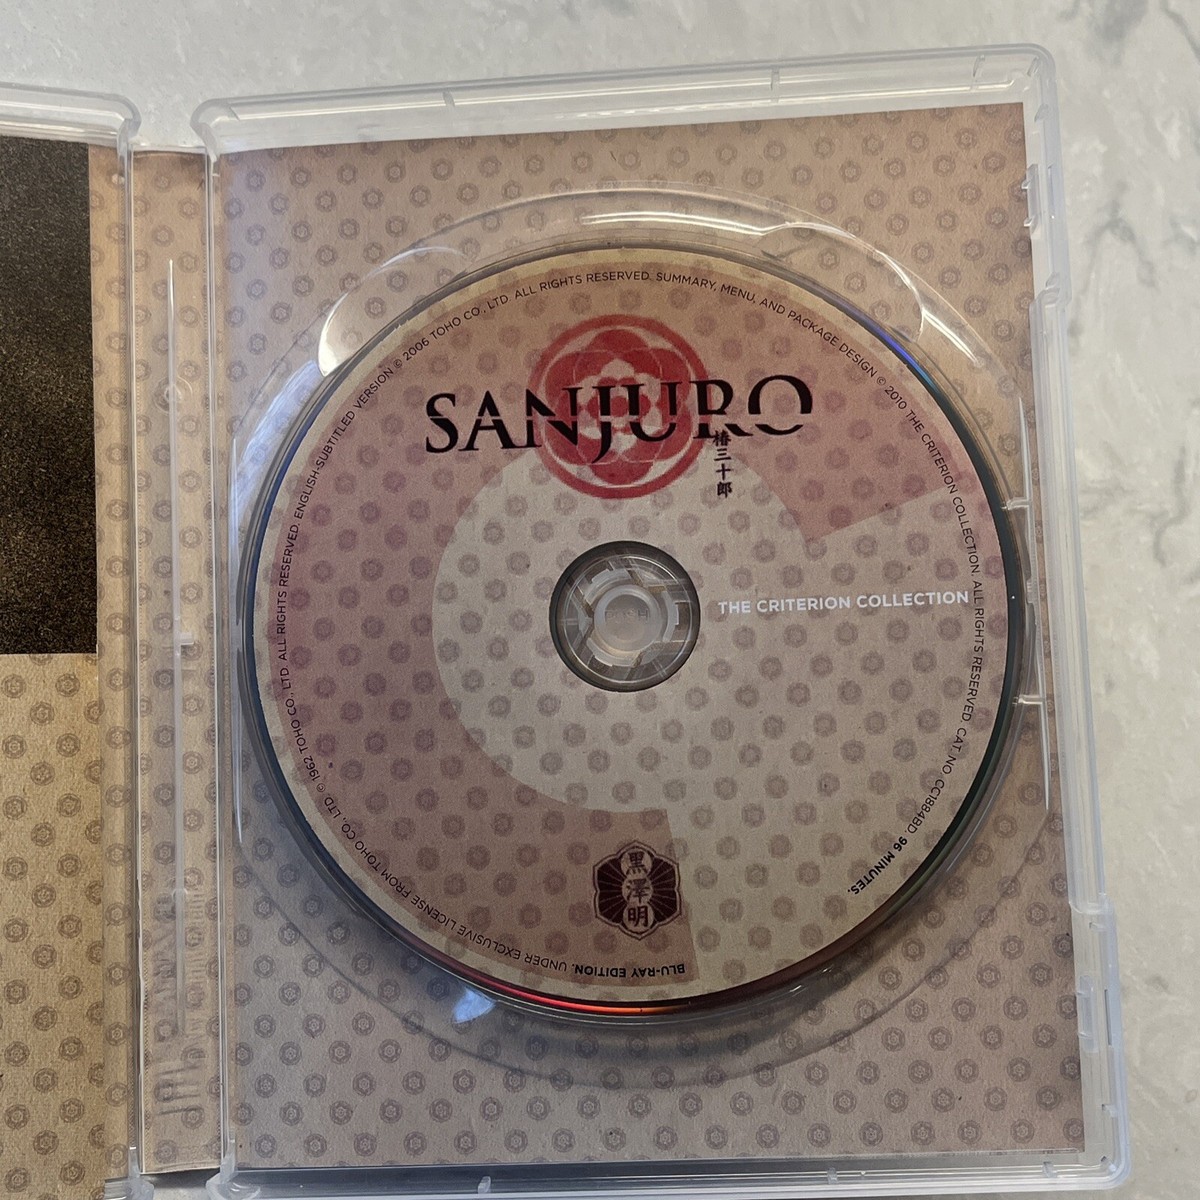 SANJURO
椿三十郎
THE CRITERION COLLECTION
黒澤明
BLU-RAY EDITION. UNDER EXCLUSIVE LICENSE FROM TOHO CO., LTD. ℗ 1962 TOHO CO., LTD. ALL RIGHTS RESERVED. ENGLISH-SUBTITLED VERSION © 2006 TOHO CO., LTD. ALL RIGHTS RESERVED. SUMMARY, MENU, AND PACKAGE DESIGN © 2010 THE CRITERION COLLECTION. ALL RIGHTS RESERVED. CAT. NO. CC1884BD. 96 MINUTES.